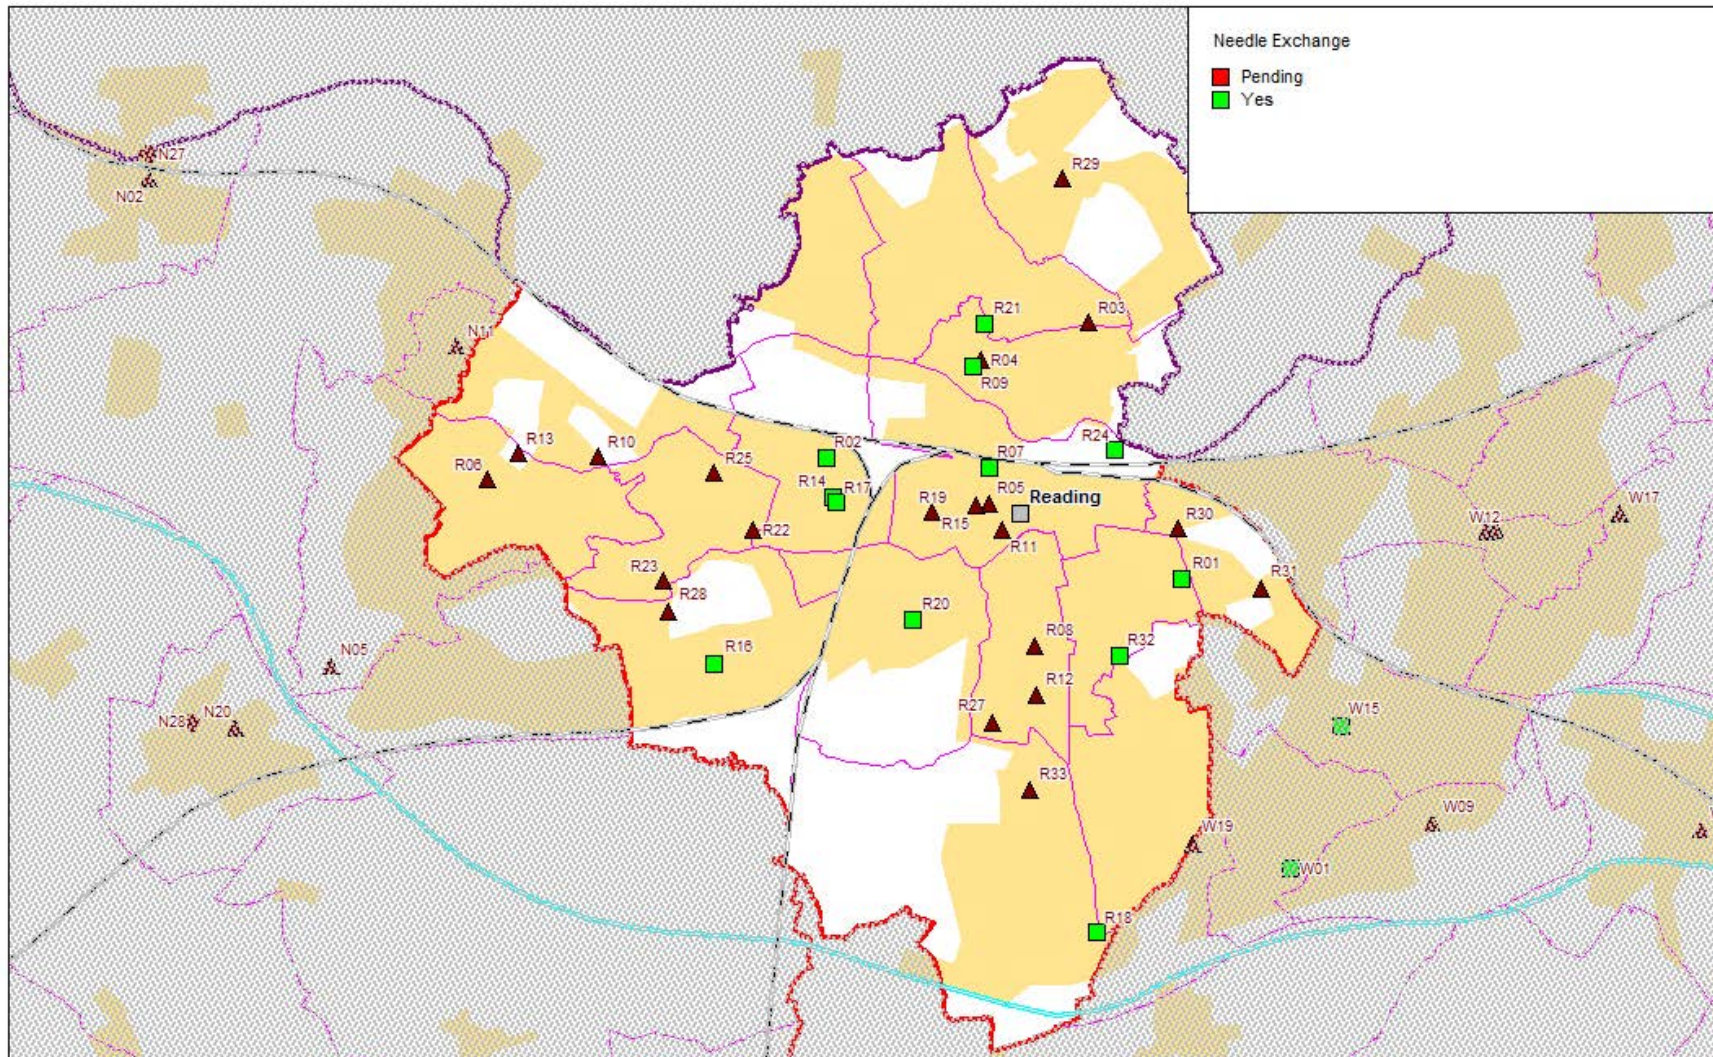 Needle Exchange
Pending
Yes
N27
N02
R29
R21
R03
N11
R04
R09
R13
R10
R02
R24
R06
R25
R07
R14
R17
R19
R05
Reading
W17
R15
W12
R22
R11
R30
R23
R01
R31
R28
R20
R08
R32
N05
R16
R12
N28
N20
R27
W15
R33
W09
W19
W01
R18